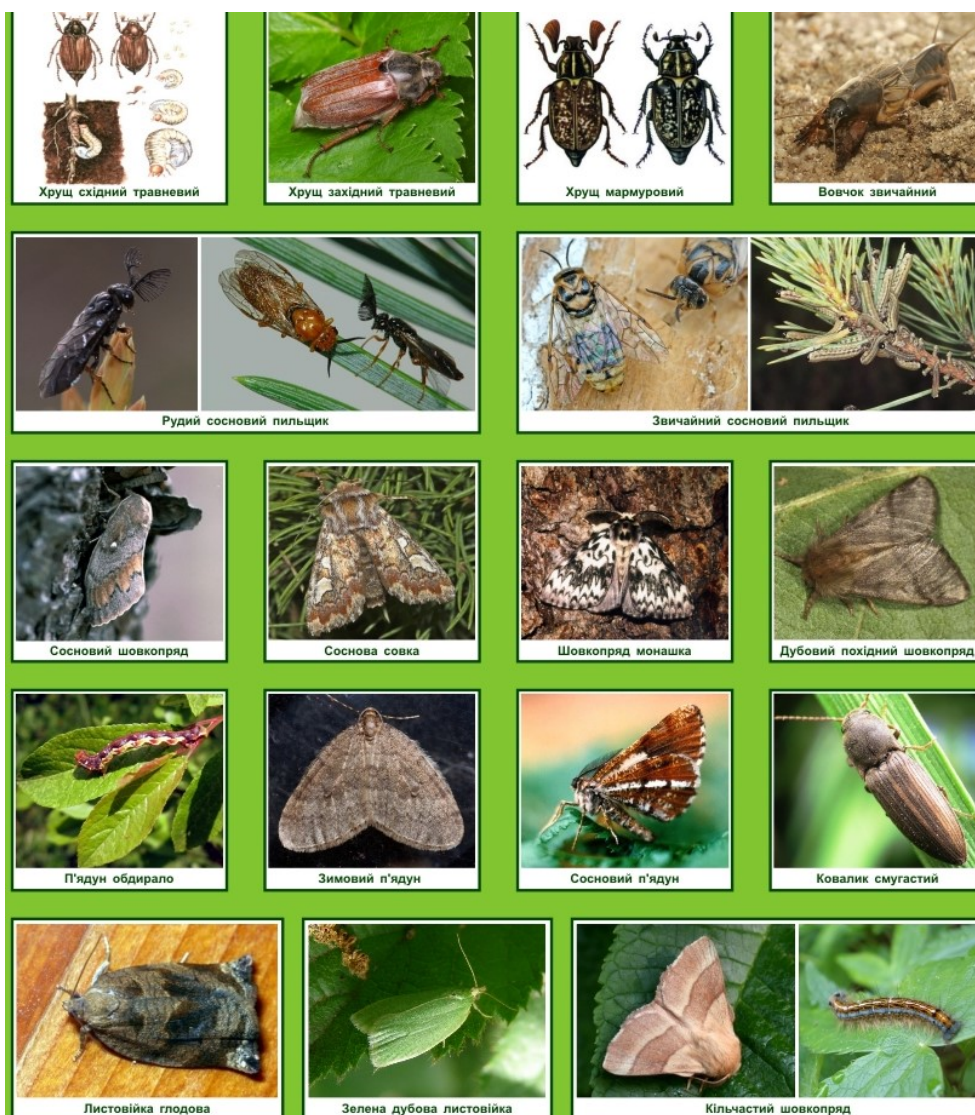 Хрущ східний травневий
Хрущ західний травневий
Хрущ мармуровий
Вовчок звичайний
Рудий сосновий пильщик
Звичайний сосновий пильщик
Сосновий шовкопряд
Соснова совка
Шовкопряд монашка
Дубовий похідний шовкопряд
П'ядун обдирало
Зимовий п'ядун
Сосновий п'ядун
Ковалик смугастий
Листовійка глодова
Зелена дубова листовійка
Кільчастий шовкопряд